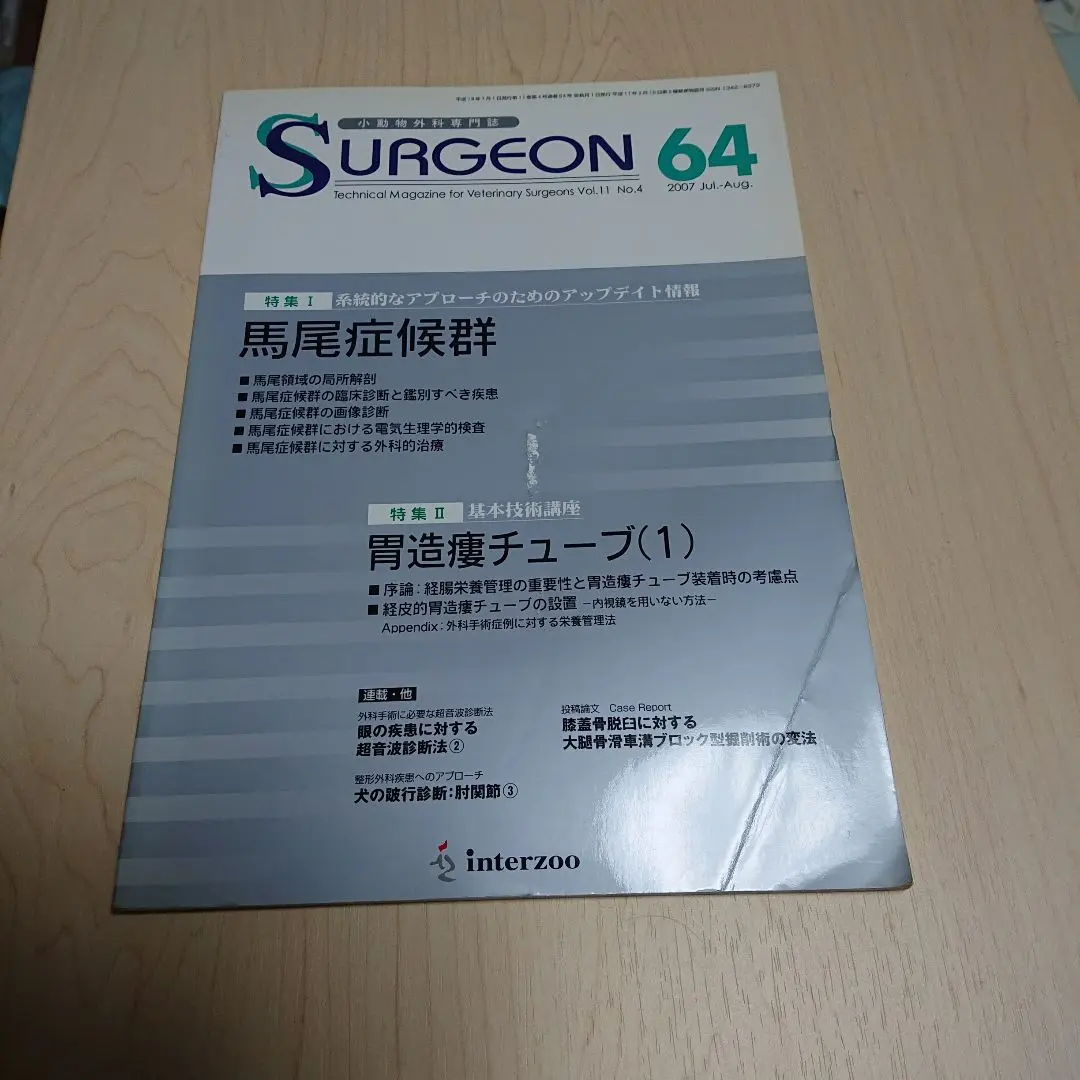 小動物外科専門誌
SURGEON 64
Technical Magazine for Veterinary Surgeons Vol.11 No.4
2007 Jul.-Aug.
特集 I 系統的なアプローチのためのアップデイト情報
馬尾症候群
■馬尾領域の局所解剖
■馬尾症候群の臨床診断と鑑別すべき疾患
■馬尾症候群の画像診断
■馬尾症候群における電気生理学的検査
■馬尾症候群に対する外科的治療
特集 II 基本技術講座
胃造瘻チューブ(1)
■序論:経腸栄養管理の重要性と胃造瘻チューブ装着時の考慮点
■経皮的胃造瘻チューブの設置 −内視鏡を用いない方法−
Appendix:外科手術症例に対する栄養管理法
連載・他
外科手術に必要な超音波診断法
眼の疾患に対する
超音波診断法②
整形外科疾患へのアプローチ
犬の跛行診断:肘関節③
投稿論文 Case Report
膝蓋骨脱臼に対する
大腿骨滑車溝ブロック型掘削術の変法
interzoo